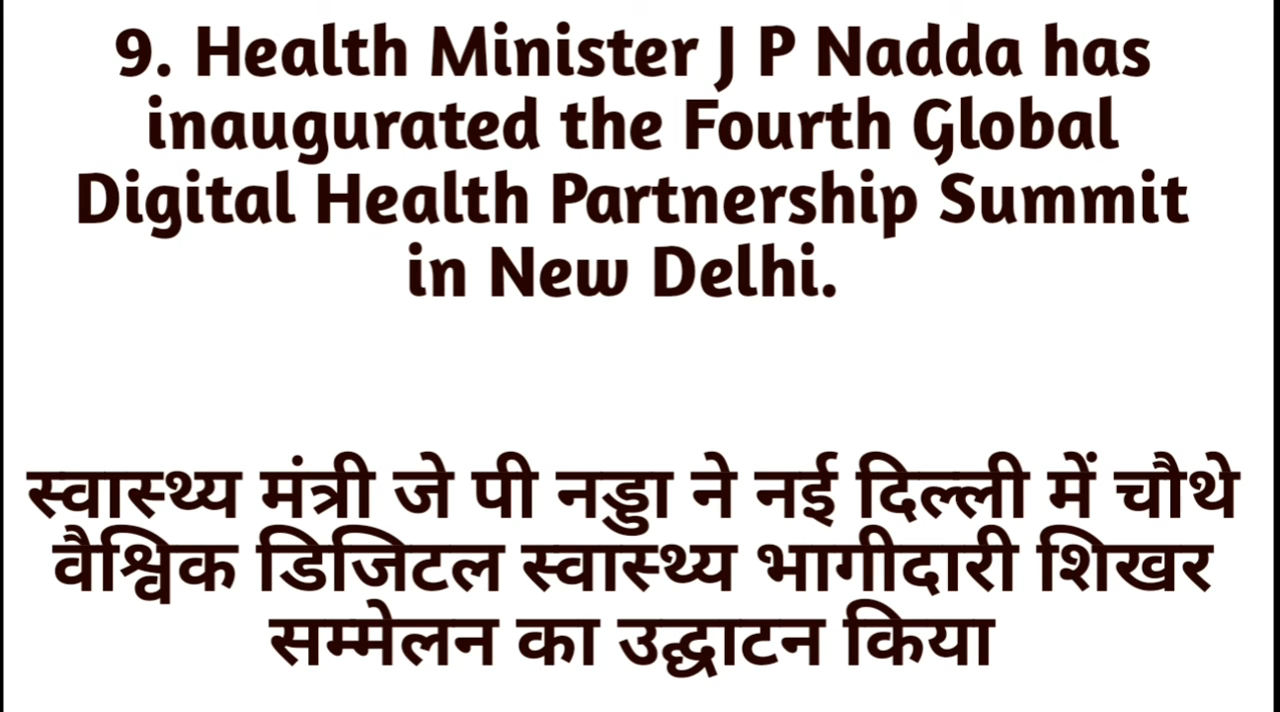 9. Health Minister J P Nadda has
inaugurated the Fourth Global
Digital Health Partnership Summit
in New Delhi.
स्वास्थ्य मंत्री जे पी नड्डा ने नई दिल्ली में चौथे
वैश्विक डिजिटल स्वास्थ्य भागीदारी शिखर
सम्मेलन का उद्घाटन किया